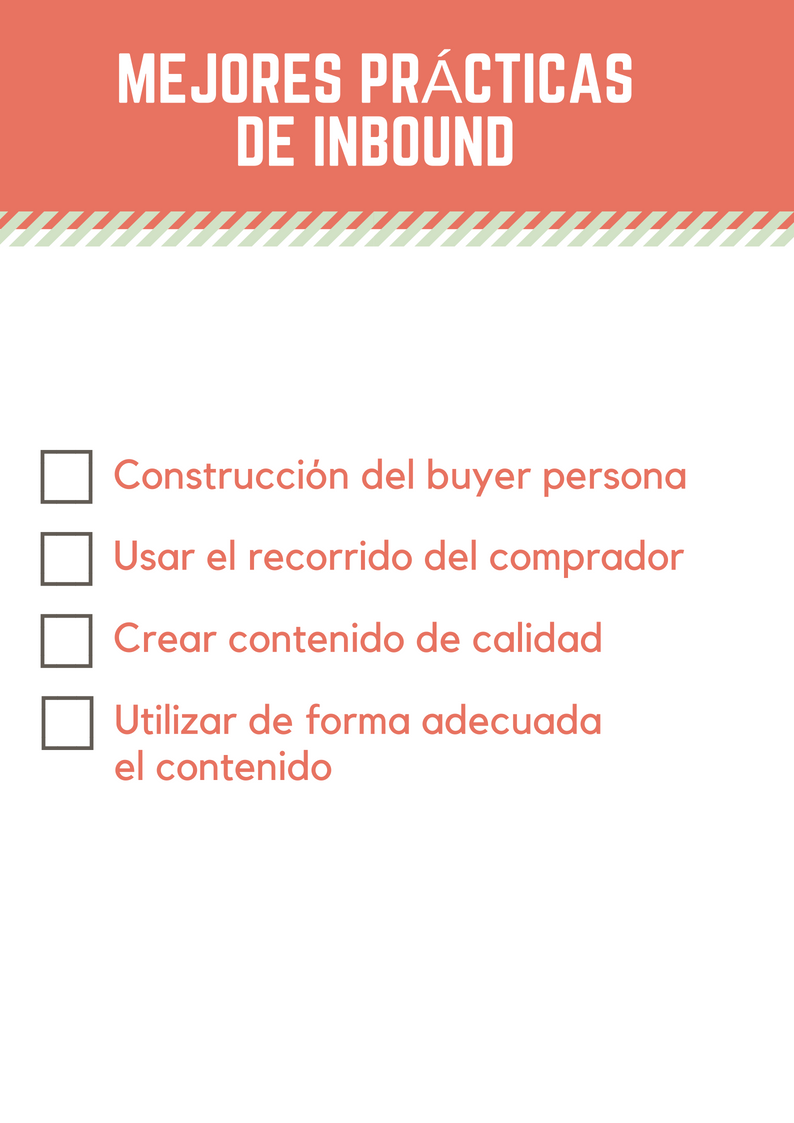 MEJORES PRÁCTICAS
DE INBOUND
Construcción del buyer persona
Usar el recorrido del comprador
Crear contenido de calidad
Utilizar de forma adecuada
el contenido